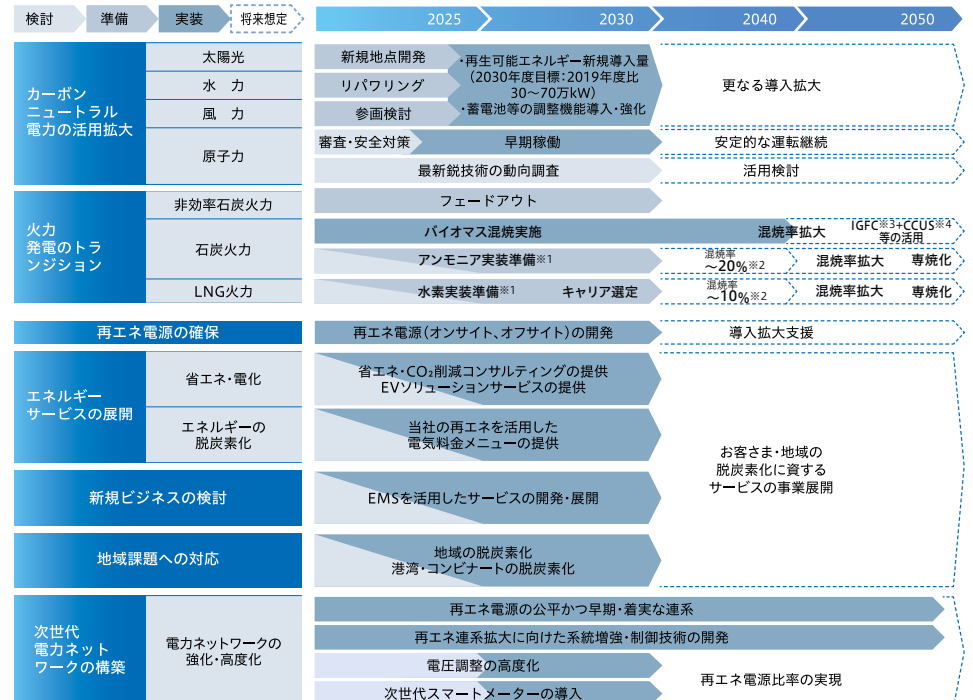 検討 準備 実装 将来想定 2025 2030 2040 2050
カーボン
ニュートラル
電力の活用拡大
太陽光
水 力
風 力
原子力
新規地点開発
リパワリング
参画検討
・再生可能エネルギー新規導入量
(2030年度目標:2019年度比
30~70万kW)
・蓄電池等の調整機能導入・強化
更なる導入拡大
審査・安全対策 早期稼働 安定的な運転継続
最新鋭技術の動向調査 活用検討
火力
発電のトラ
ンジション
非効率石炭火力
石炭火力
LNG火力
フェードアウト
バイオマス混焼実施 混焼率拡大 IGFC※3+CCUS※4
等の活用
アンモニア実装準備※1 混焼率
~20%※2 混焼率拡大 専焼化
水素実装準備※1 キャリア選定 混焼率
~10%※2 混焼率拡大 専焼化
再エネ電源の確保 再エネ電源(オンサイト、オフサイト)の開発 導入拡大支援
エネルギー
サービスの展開
省エネ・電化
エネルギーの
脱炭素化
省エネ・CO₂削減コンサルティングの提供
EVソリューションサービスの提供
当社の再エネを活用した
電気料金メニューの提供
お客さま・地域の
脱炭素化に資する
サービスの事業展開
新規ビジネスの検討 EMSを活用したサービスの開発・展開
地域課題への対応
地域の脱炭素化
港湾・コンビナートの脱炭素化
次世代
電力ネット
ワークの構築
電力ネットワークの
強化・高度化
再エネ電源の公平かつ早期・着実な連系
再エネ連系拡大に向けた系統増強・制御技術の開発
電圧調整の高度化
次世代スマートメーターの導入
再エネ電源比率の実現